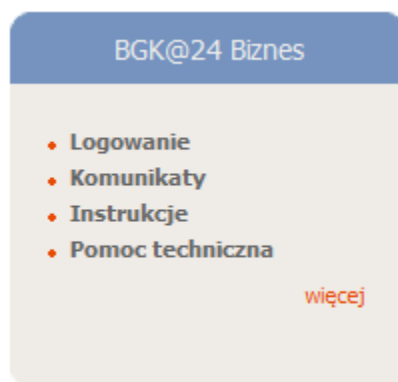 BGK@24 Biznes
Logowanie
Komunikaty
Instrukcje
Pomoc techniczna
więcej